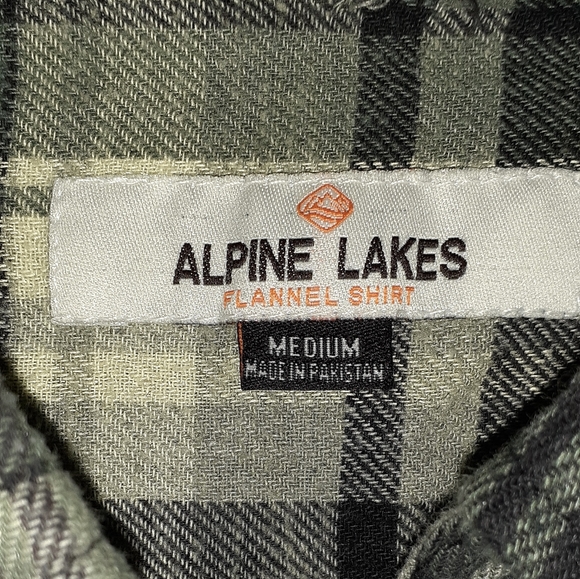 ALPINE LAKES
FLANNEL SHIRT
MEDIUM
MADE IN PAKISTAN